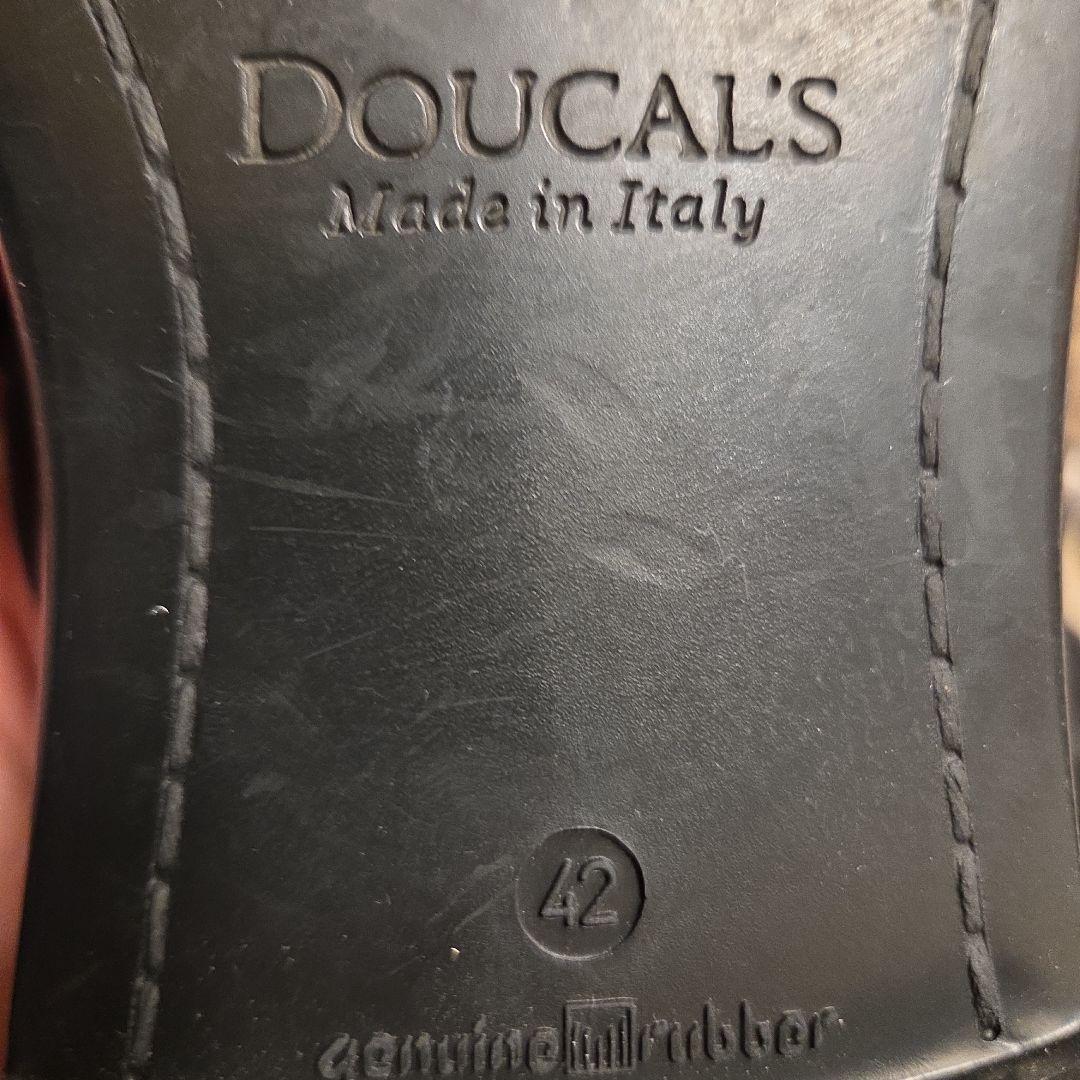 DOUCAL'S
Made in Italy
42
genuine rubber